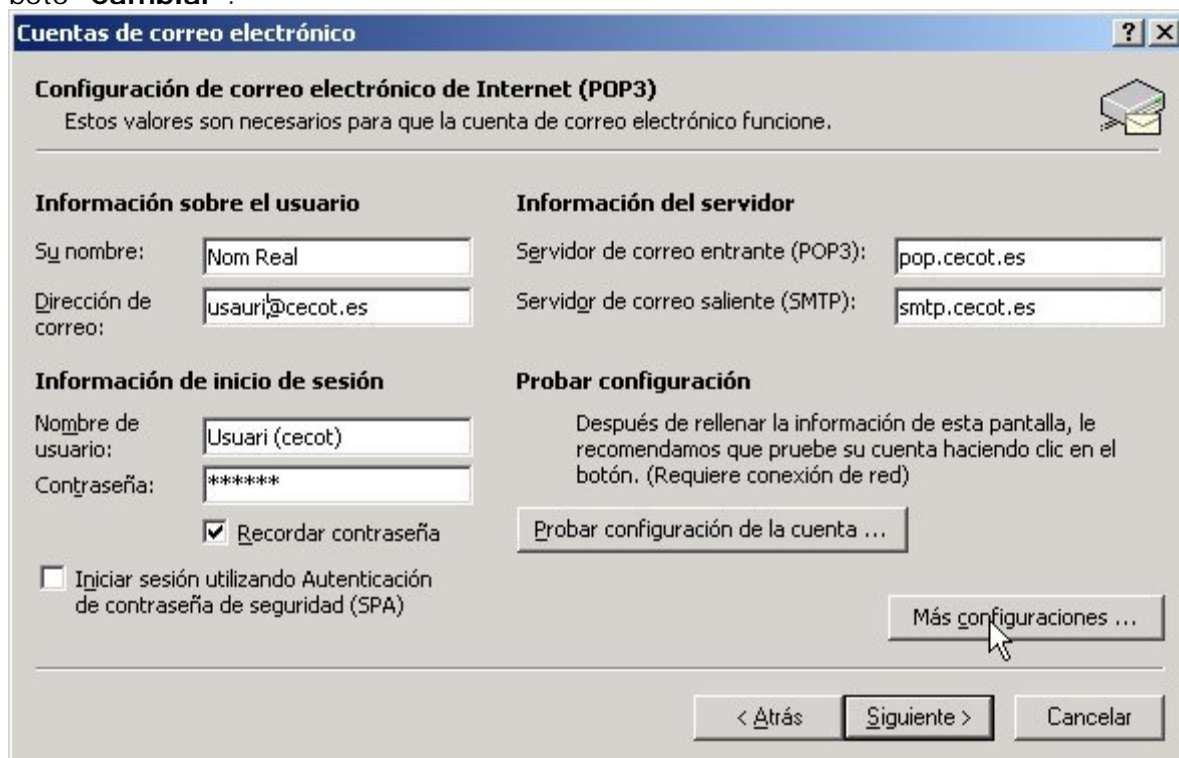 botó "Cambiar".
Cuentas de correo electrónico
Configuración de correo electrónico de Internet (POP3)
Estos valores son necesarios para que la cuenta de correo electrónico funcione.
Información sobre el usuario
Su nombre:
Nom Real
Dirección de
correo:
usauri@cecot.es
Información del servidor
Servidor de correo entrante (POP3):
pop.cecot.es
Servidor de correo saliente (SMTP):
smtp.cecot.es
Información de inicio de sesión
Nombre de
usuario:
Usuari (cecot)
Contraseña:
******
Recordar contraseña
Iniciar sesión utilizando Autenticación
de contraseña de seguridad (SPA)
Probar configuración
Después de rellenar la información de esta pantalla, le
recomendamos que pruebe su cuenta haciendo clic en el
botón. (Requiere conexión de red)
Probar configuración de la cuenta ...
Más configuraciones ...
< Atrás
Siguiente >
Cancelar